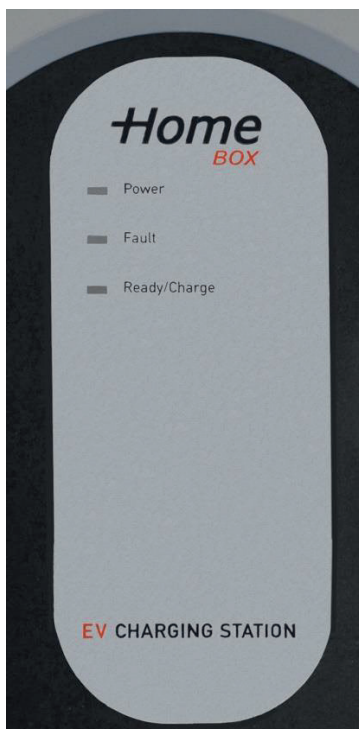 Home
BOX
Power
Fault
Ready/Charge
EV CHARGING STATION